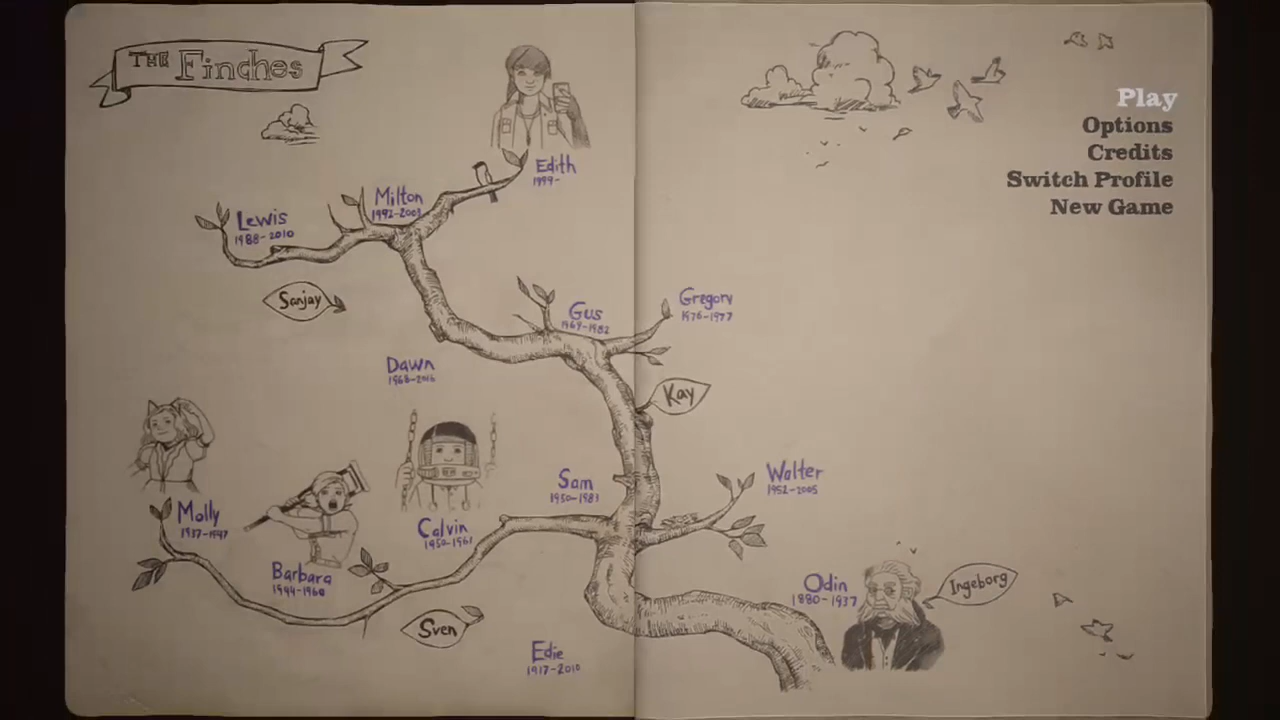 THE Finches
Play
Options
Credits
Switch Profile
New Game
Edith
1999-
Milton
1992-2003
Lewis
1988-2010
Sanjay
Gregory
1976-1977
Gus
1969-1982
Dawn
1968-2016
Kay
Sam
1950-1983
Walter
1952-2005
Molly
1937-1947
Calvin
1950-1961
Barbara
1944-1960
Odin
1880-1937
Ingeborg
Sven
Edie
1917-2010